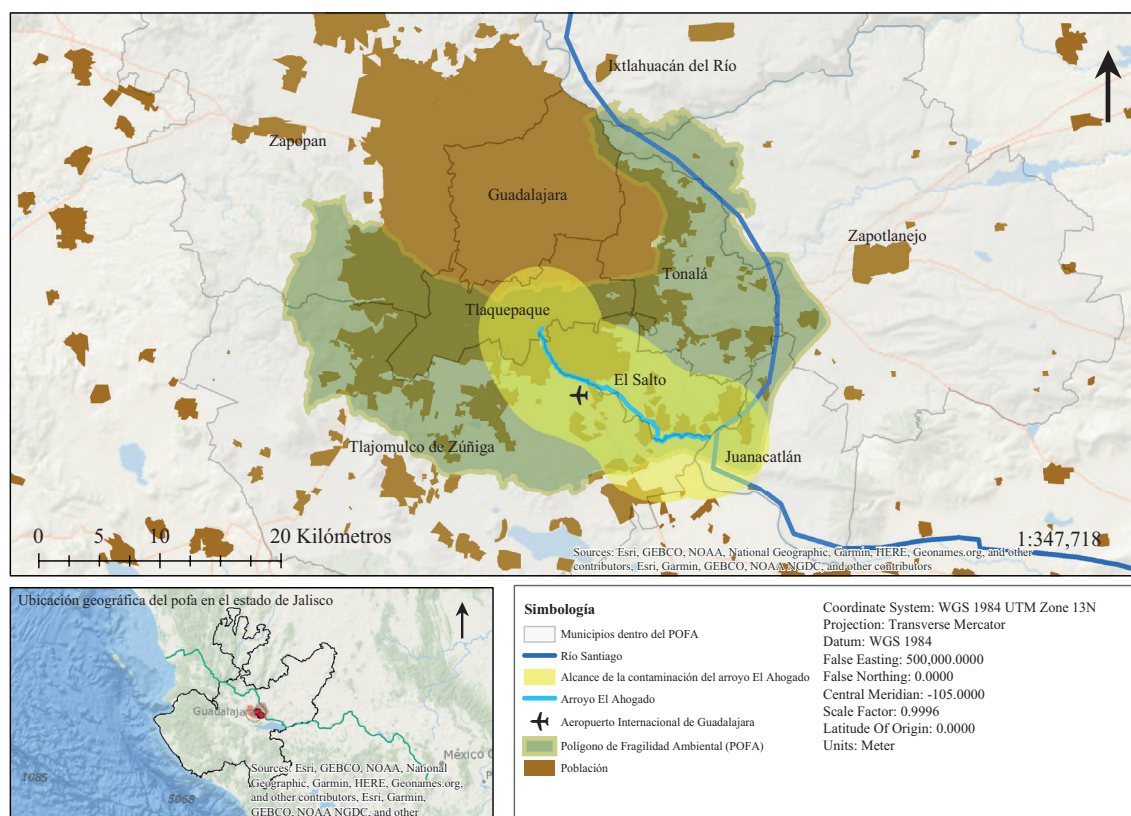 Ixtlahuacán del Río
Zapopan
Guadalajara
Zapotlanejo
Tonalá
Tlaquepaque
El Salto
Tlajomulco de Zúñiga
Juanacatlán
0 5 10 20 Kilómetros
1:347,718
Sources: Esri, GEBCO, NOAA, National Geographic, Garmin, HERE, Geonames.org, and other
contributors, Esri, Garmin, GEBCO, NOAA NGDC, and other contributors
Ubicación geográfica del pofa en el estado de Jalisco
Guadalajara
México
1085
5068
Sources: Esri, GEBCO, NOAA, National
Geographic, Garmin, HERE, Geonames.org,
and other contributors, Esri, Garmin,
GEBCO, NOAA NGDC, and other
Simbología
Municipios dentro del POFA
Río Santiago
Alcance de la contaminación del arroyo El Ahogado
Arroyo El Ahogado
Aeropuerto Internacional de Guadalajara
Polígono de Fragilidad Ambiental (POFA)
Población
Coordinate System: WGS 1984 UTM Zone 13N
Projection: Transverse Mercator
Datum: WGS 1984
False Easting: 500,000.0000
False Northing: 0.0000
Central Meridian: -105.0000
Scale Factor: 0.9996
Latitude Of Origin: 0.0000
Units: Meter